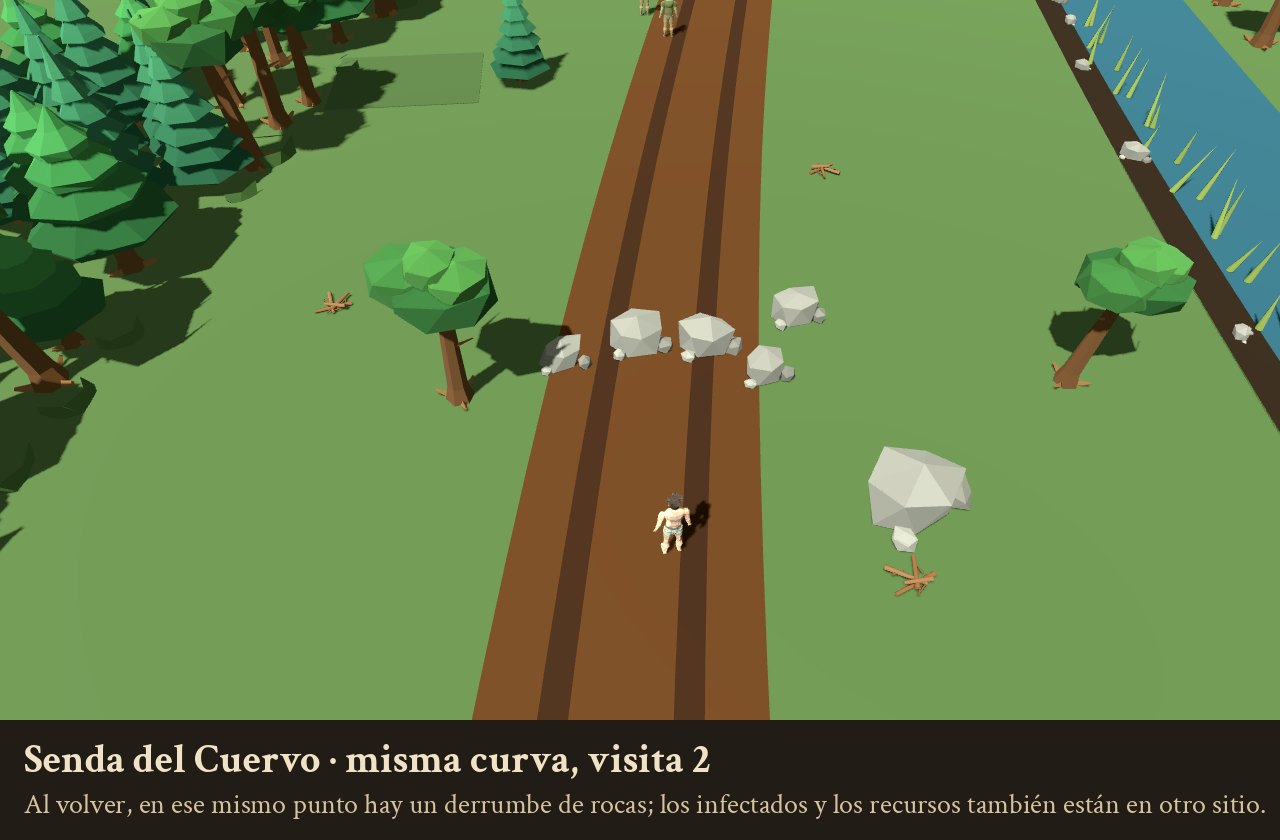 Senda del Cuervo · misma curva, visita 2
Al volver, en ese mismo punto hay un derrumbe de rocas; los infectados y los recursos también están en otro sitio.